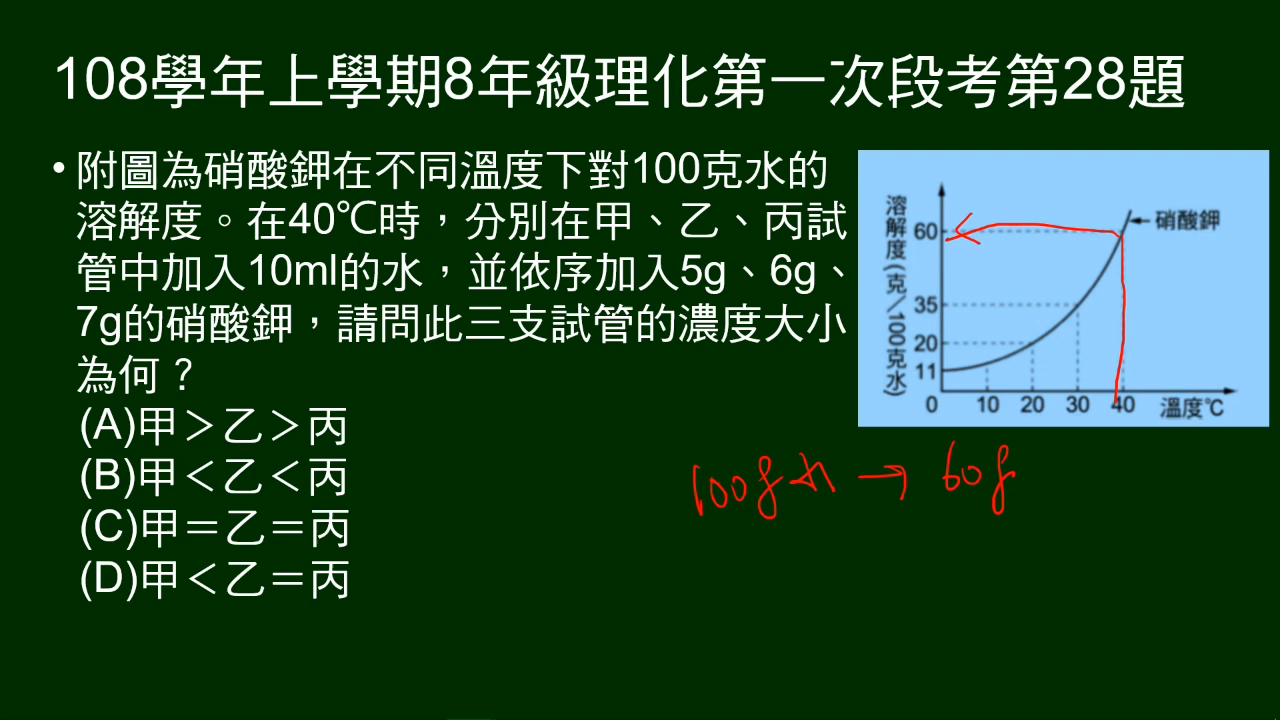 108學年上學期8年級理化第一次段考第28題
• 附圖為硝酸鉀在不同溫度下對100克水的
溶解度。在40℃時，分別在甲、乙、丙試
管中加入10ml的水，並依序加入5g、6g、
7g的硝酸鉀，請問此三支試管的濃度大小
為何？
(A)甲＞乙＞丙
(B)甲＜乙＜丙
(C)甲＝乙＝丙
(D)甲＜乙＝丙
溶解度(克／100克水)
硝酸鉀
60
35
20
11
0 10 20 30 40 溫度℃
100g水 → 60g